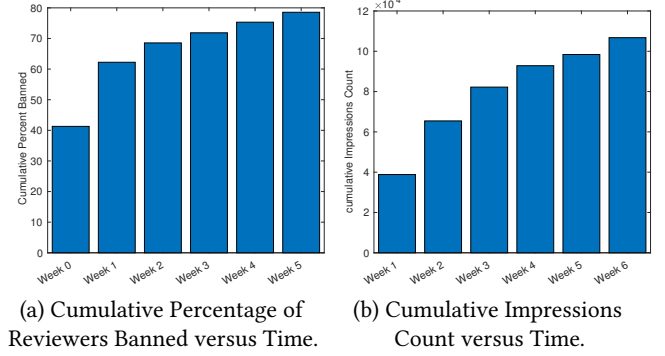 80
70
60
50
40
30
20
10
0
Cumulative Percent Banned
Week 0 Week 1 Week 2 Week 3 Week 4 Week 5
(a) Cumulative Percentage of
Reviewers Banned versus Time.
12
10
8
6
4
2
0
cumulative Impressions Count
Week 1 Week 2 Week 3 Week 4 Week 5 Week 6
(b) Cumulative Impressions
Count versus Time.